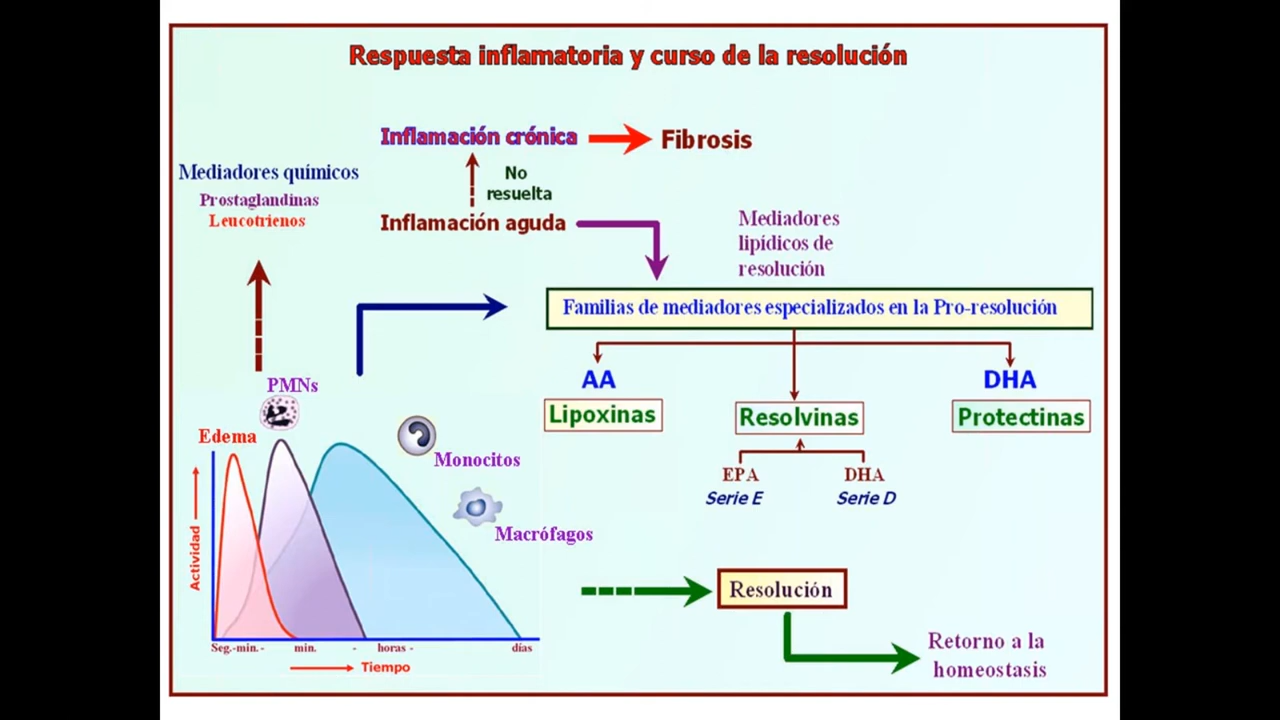 Respuesta inflamatoria y curso de la resolución
Inflamación crónica
Fibrosis
Mediadores químicos
Prostaglandinas
Leucotrienos
No
resuelta
Inflamación aguda
Mediadores
lipídicos de
resolución
Familias de mediadores especializados en la Pro-resolución
AA
Lipoxinas
Resolvinas
DHA
Protectinas
EPA
Serie E
DHA
Serie D
PMNs
Edema
Monocitos
Macrófagos
Actividad
Seg.-min. - min. - horas - días
Tiempo
Resolución
Retorno a la
homeostasis